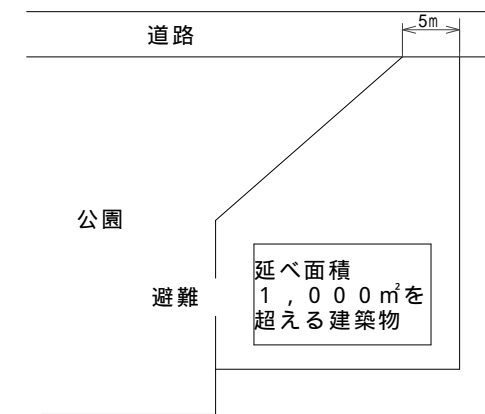 5m
道路
公園
避難
延べ面積
１，０００㎡を
超える建築物